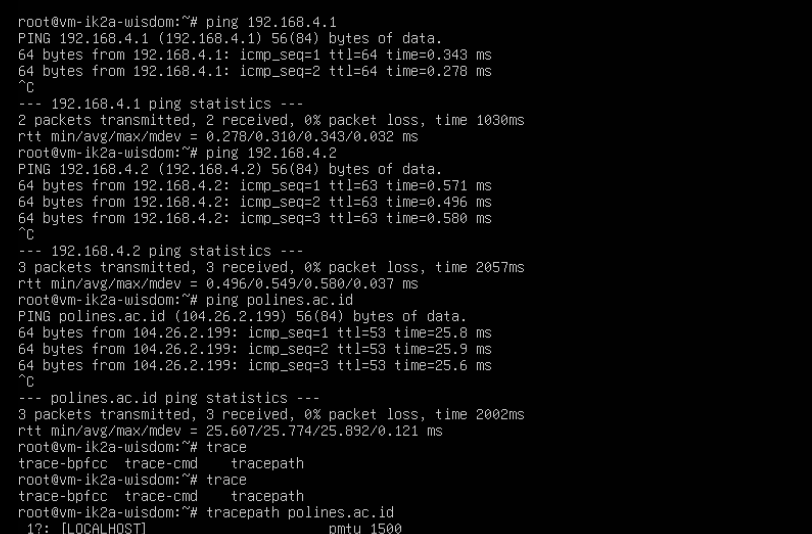 root@vm-ik2a-wisdom:~# ping 192.168.4.1
PING 192.168.4.1 (192.168.4.1) 56(84) bytes of data.
64 bytes from 192.168.4.1: icmp_seq=1 ttl=64 time=0.343 ms
64 bytes from 192.168.4.1: icmp_seq=2 ttl=64 time=0.278 ms
^C
--- 192.168.4.1 ping statistics ---
2 packets transmitted, 2 received, 0% packet loss, time 1030ms
rtt min/avg/max/mdev = 0.278/0.310/0.343/0.032 ms
root@vm-ik2a-wisdom:~# ping 192.168.4.2
PING 192.168.4.2 (192.168.4.2) 56(84) bytes of data.
64 bytes from 192.168.4.2: icmp_seq=1 ttl=63 time=0.571 ms
64 bytes from 192.168.4.2: icmp_seq=2 ttl=63 time=0.496 ms
64 bytes from 192.168.4.2: icmp_seq=3 ttl=63 time=0.580 ms
^C
--- 192.168.4.2 ping statistics ---
3 packets transmitted, 3 received, 0% packet loss, time 2057ms
rtt min/avg/max/mdev = 0.496/0.549/0.580/0.037 ms
root@vm-ik2a-wisdom:~# ping polines.ac.id
PING polines.ac.id (104.26.2.199) 56(84) bytes of data.
64 bytes from 104.26.2.199: icmp_seq=1 ttl=53 time=25.8 ms
64 bytes from 104.26.2.199: icmp_seq=2 ttl=53 time=25.9 ms
64 bytes from 104.26.2.199: icmp_seq=3 ttl=53 time=25.6 ms
^C
--- polines.ac.id ping statistics ---
3 packets transmitted, 3 received, 0% packet loss, time 2002ms
rtt min/avg/max/mdev = 25.607/25.774/25.892/0.121 ms
root@vm-ik2a-wisdom:~# trace
trace-bpfcc  trace-cmd    tracepath
root@vm-ik2a-wisdom:~# trace
trace-bpfcc  trace-cmd    tracepath
root@vm-ik2a-wisdom:~# tracepath polines.ac.id
 1?: [LOCALHOST]                      pmtu 1500